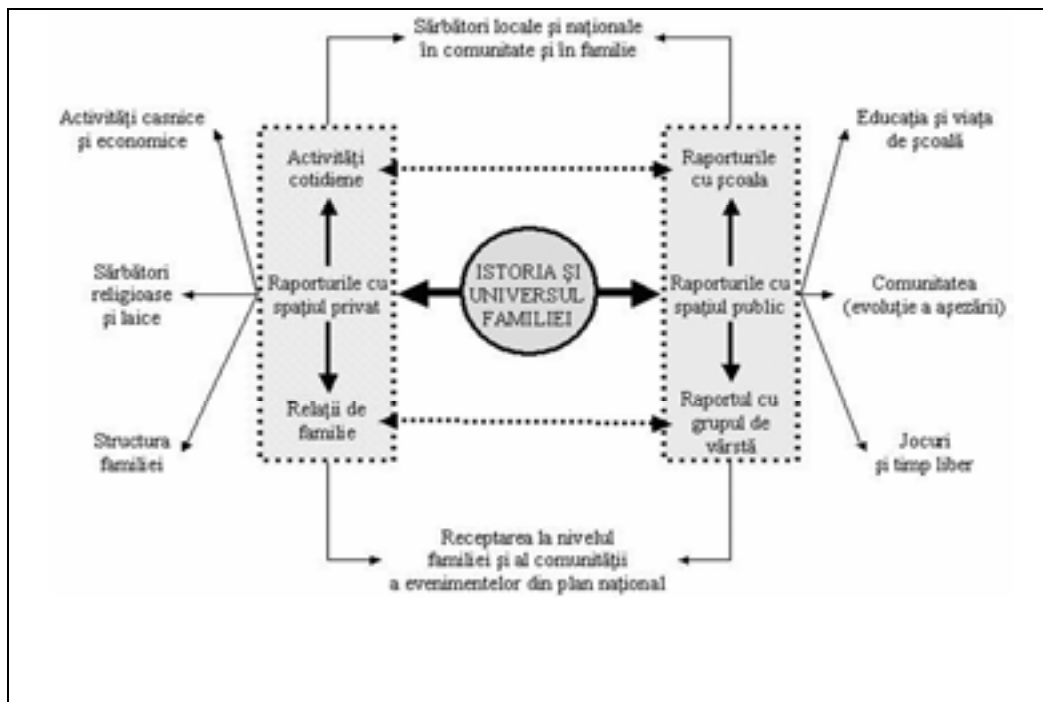 Sărbători locale și naționale
în comunitate și în familie
Activități casnice
și economice
Educația și viața
de școală
Activități
cotidiene
Raporturile
cu școala
Sărbători
religioase
și laice
Raporturile cu
spațiul privat
ISTORIA ȘI
UNIVERSUL
FAMILIEI
Raporturile cu
spațiul public
Comunitatea
(evoluție a așezării)
Structura
familiei
Relații de
familie
Raportul cu
grupul de
vârstă
Jocuri
și timp liber
Receptarea la nivelul
familiei și al comunității
a evenimentelor din plan național